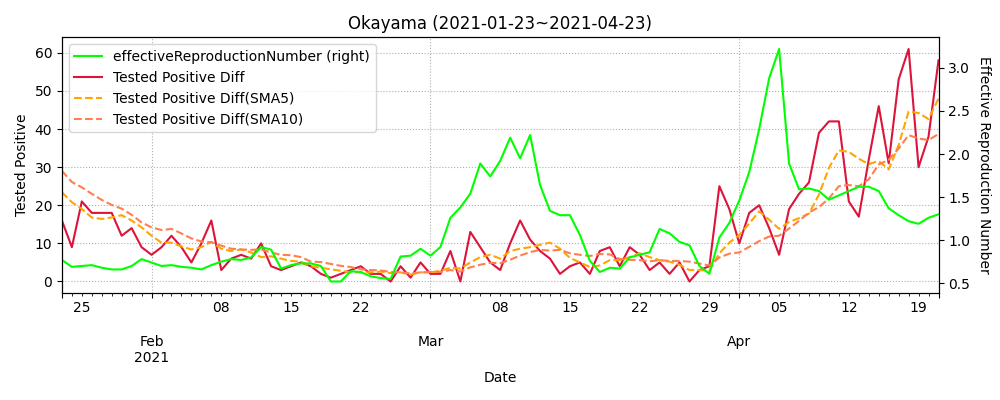 Okayama (2021-01-23~2021-04-23)
effectiveReproductionNumber (right)
Tested Positive Diff
Tested Positive Diff(SMA5)
Tested Positive Diff(SMA10)
Tested Positive
60
50
40
30
20
10
0
3.0
2.5
2.0
1.5
1.0
0.5
Effective Reproduction Number
25 08 15 22 08 15 22 29 05 12 19
Feb Mar Apr
2021
Date